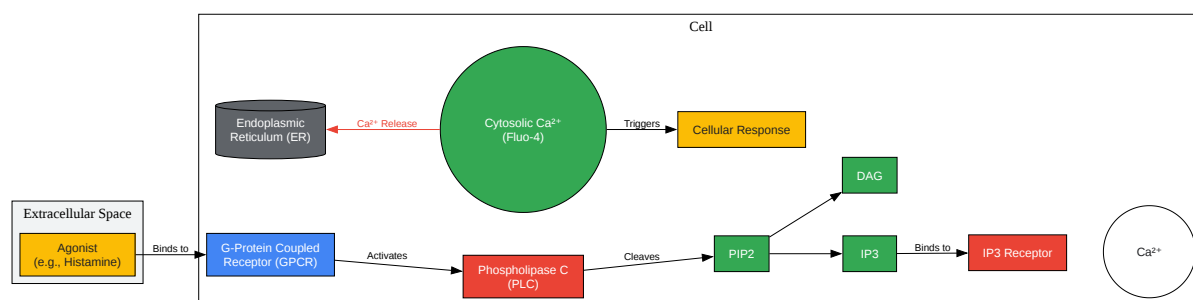 Cell
Endoplasmic
Reticulum (ER)
Ca²⁺ Release
Cytosolic Ca²⁺
(Fluo-4)
Triggers
Cellular Response
DAG
Extracellular Space
Agonist
(e.g., Histamine)
Binds to
G-Protein Coupled
Receptor (GPCR)
Activates
Phospholipase C
(PLC)
Cleaves
PIP2
IP3
Binds to
IP3 Receptor
Ca²⁺